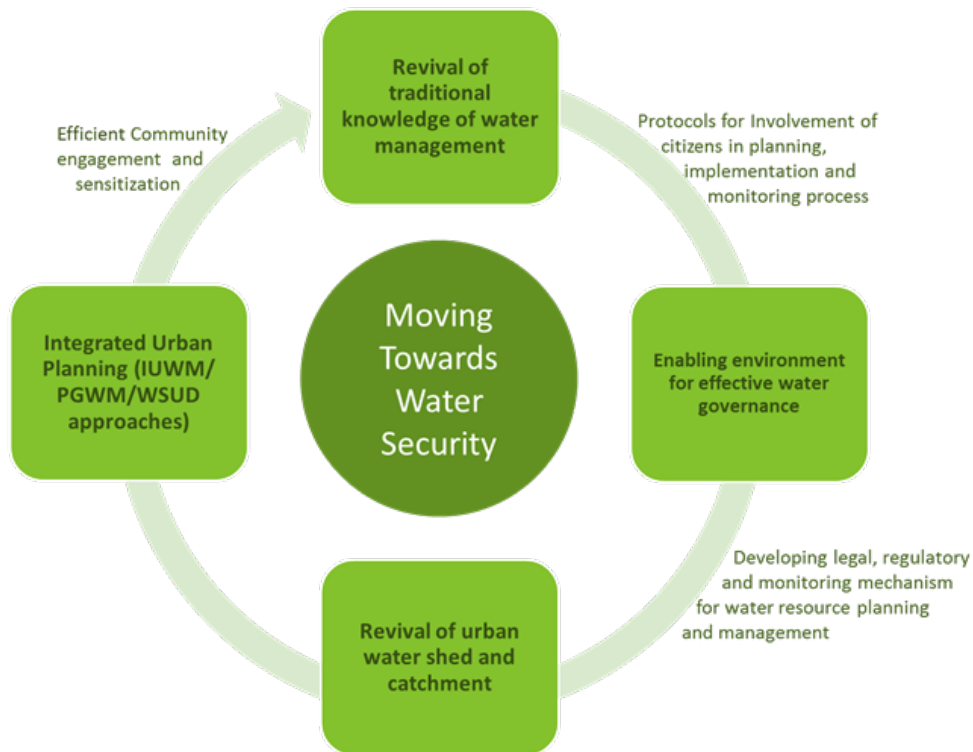 Revival of
traditional
knowledge of water
management
Efficient Community
engagement and
sensitization
Protocols for Involvement of
citizens in planning,
implementation and
monitoring process
Integrated Urban
Planning (IUWM/
PGWM/WSUD
approaches)
Moving
Towards
Water
Security
Enabling environment
for effective water
governance
Developing legal, regulatory
and monitoring mechanism
for water resource planning
and management
Revival of urban
water shed and
catchment